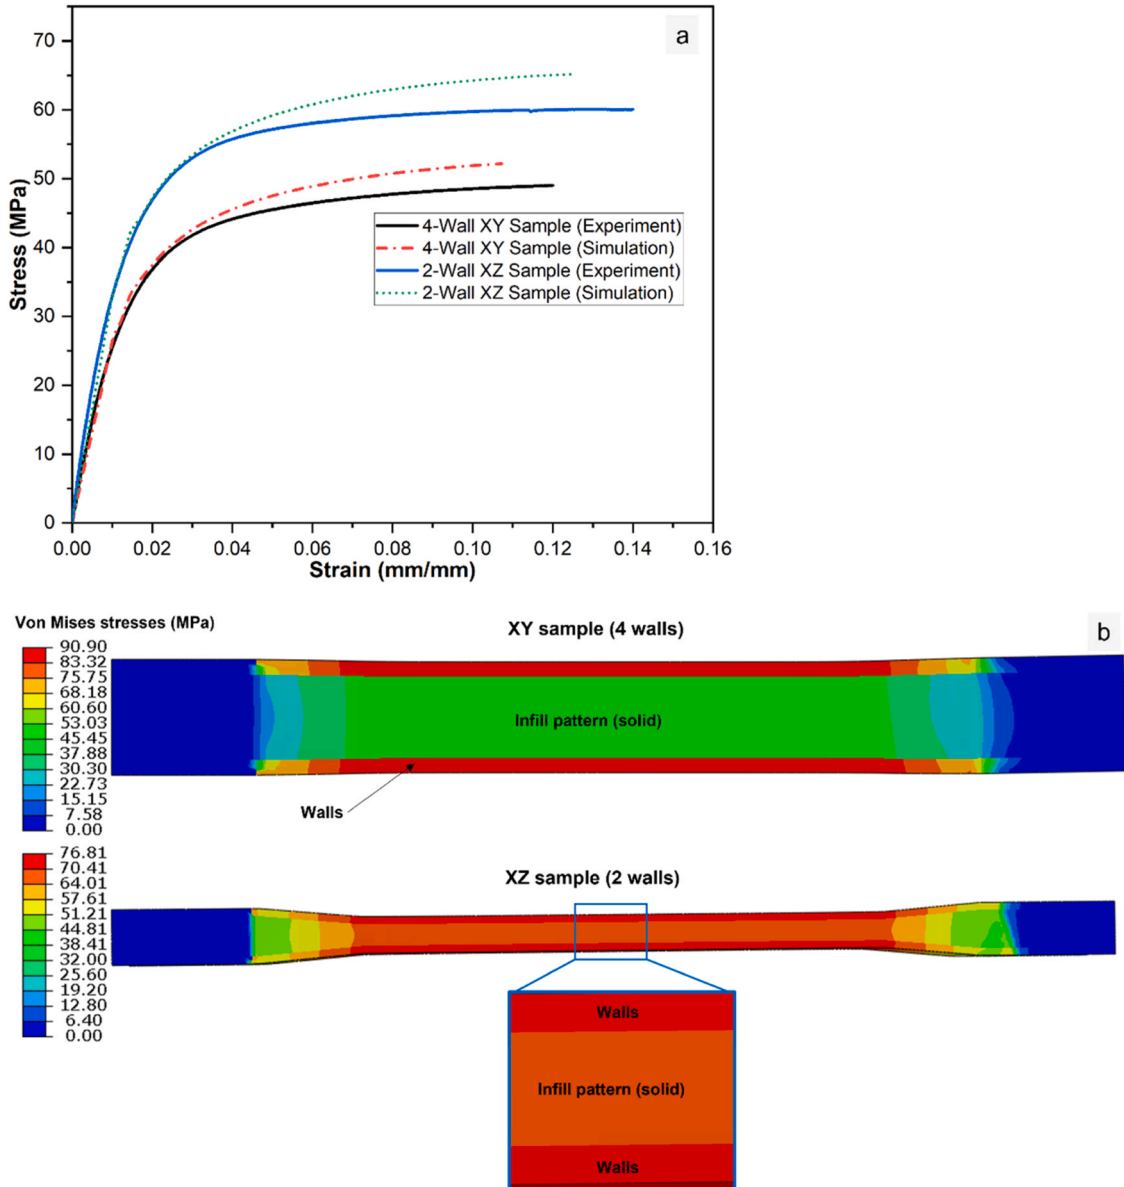 a
70
60
50
40
30
20
10
0
Stress (MPa)
4-Wall XY Sample (Experiment)
4-Wall XY Sample (Simulation)
2-Wall XZ Sample (Experiment)
2-Wall XZ Sample (Simulation)
0.00 0.02 0.04 0.06 0.08 0.10 0.12 0.14 0.16
Strain (mm/mm)
Von Mises stresses (MPa)
XY sample (4 walls)
b
90.90
83.32
75.75
68.18
60.60
53.03
45.45
37.88
30.30
22.73
15.15
7.58
0.00
Infill pattern (solid)
Walls
XZ sample (2 walls)
76.81
70.41
64.01
57.61
51.21
44.81
38.41
32.00
25.60
19.20
12.80
6.40
0.00
Walls
Infill pattern (solid)
Walls